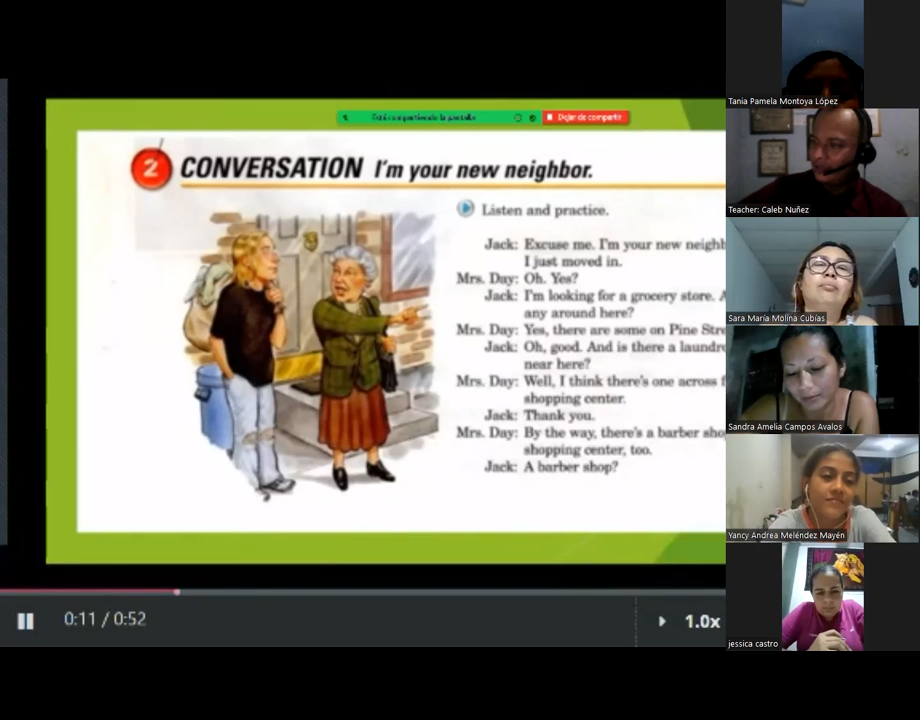 Está compartiendo la pantalla
Dejar de compartir
2 CONVERSATION I'm your new neighbor.
Listen and practice.
Jack: Excuse me. I'm your new
I just moved in.
Mrs. Day: Oh. Yes?
Jack: I'm looking for a grocery store.
any around here?
Mrs. Day: Yes, there are some on Pine
Jack: Oh, good. And is there a
near here?
Mrs. Day: Well, I think there's one across
shopping center.
Jack: Thank you.
Mrs. Day: By the way, there's a barber
shopping center, too.
Jack: A barber shop?
0:11 / 0:52
1.0x
Tania Pamela Montoya López
Teacher: Caleb Nuñez
Sara María Molina Cubías
Sandra Amelia Campos Avalos
Yancy Andrea Meléndez Mayén
jessica castro